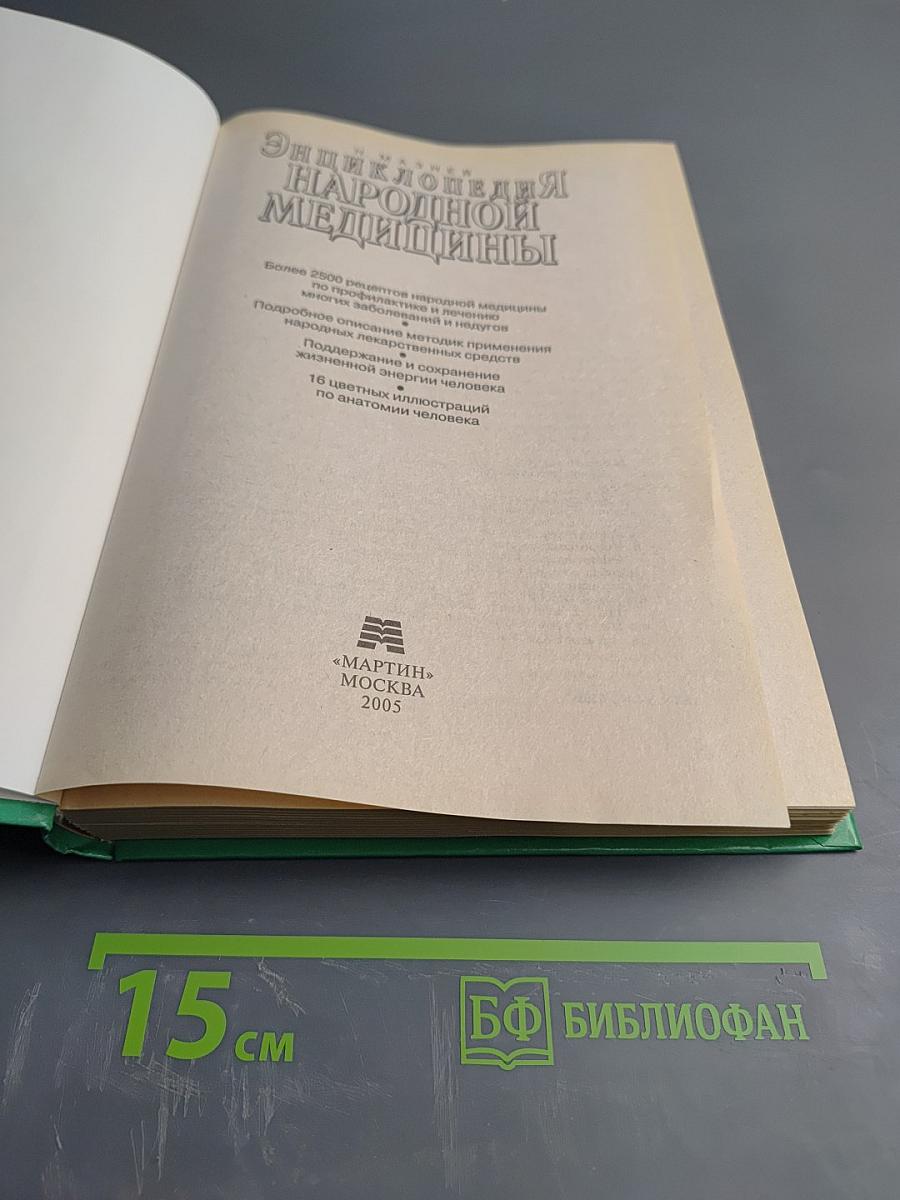 Н. МАЗНЕВ
ЭНЦИКЛОПЕДИЯ
НАРОДНОЙ
МЕДИЦИНЫ
Более 2500 рецептов народной медицины
по профилактике и лечению
многих заболеваний и недугов
•
Подробное описание методик применения
народных лекарственных средств
•
Поддержание и сохранение
жизненной энергии человека
•
16 цветных иллюстраций
по анатомии человека
«МАРТИН»
МОСКВА
2005
15 см
БФ БИБЛИОФАН